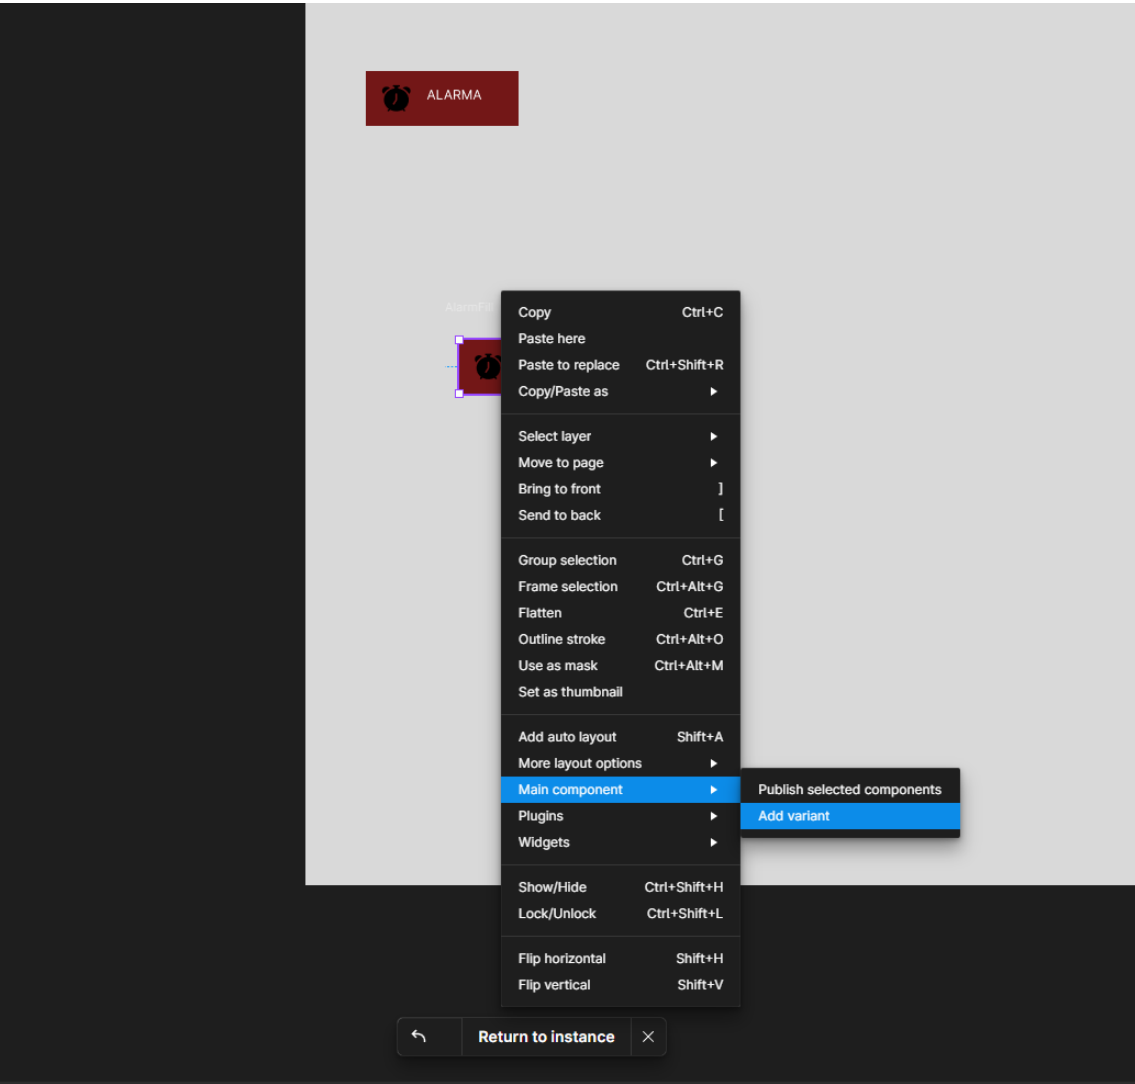 ALARMA
AlarmFill
Copy Ctrl+C
Paste here
Paste to replace Ctrl+Shift+R
Copy/Paste as
Select layer
Move to page
Bring to front ]
Send to back [
Group selection Ctrl+G
Frame selection Ctrl+Alt+G
Flatten Ctrl+E
Outline stroke Ctrl+Alt+O
Use as mask Ctrl+Alt+M
Set as thumbnail
Add auto layout Shift+A
More layout options
Main component
Publish selected components
Plugins
Add variant
Widgets
Show/Hide Ctrl+Shift+H
Lock/Unlock Ctrl+Shift+L
Flip horizontal Shift+H
Flip vertical Shift+V
Return to instance